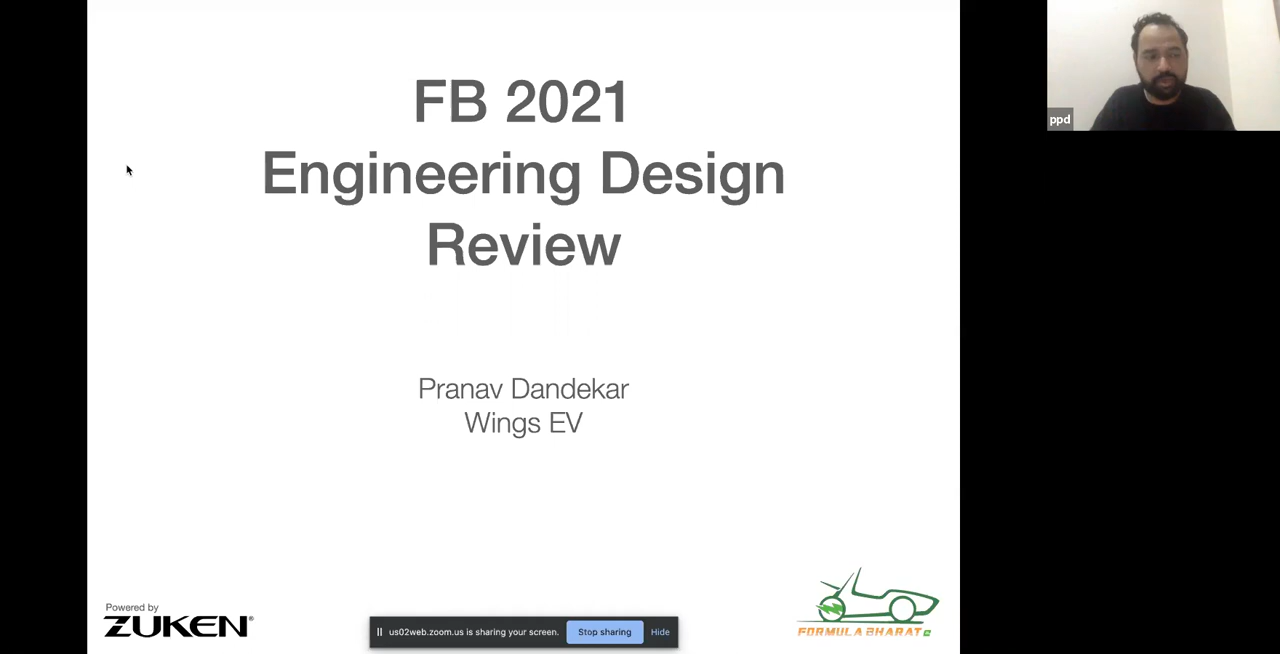 FB 2021
Engineering Design
Review
Pranav Dandekar
Wings EV
Powered by
ZUKEN®
us02web.zoom.us is sharing your screen.
Stop sharing
Hide
FORMULA BHARAT e
ppd